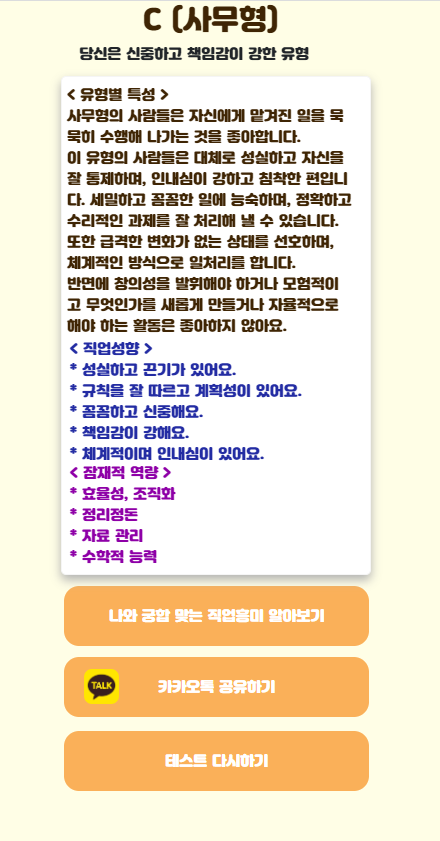 C (사무형)
당신은 신중하고 책임감이 강한 유형
< 유형별 특성 >
사무형의 사람들은 자신에게 맡겨진 일을 묵
묵히 수행해 나가는 것을 좋아합니다.
이 유형의 사람들은 대체로 성실하고 자신을
잘 통제하며, 인내심이 강하고 침착한 편입니
다. 세밀하고 꼼꼼한 일에 능숙하며, 정확하고
수리적인 과제를 잘 처리해 낼 수 있습니다.
또한 급격한 변화가 없는 상태를 선호하며,
체계적인 방식으로 일처리를 합니다.
반면에 창의성을 발휘해야 하거나 모험적이
고 무엇인가를 새롭게 만들거나 자율적으로
해야 하는 활동은 좋아하지 않아요.
< 직업성향 >
* 성실하고 끈기가 있어요.
* 규칙을 잘 따르고 계획성이 있어요.
* 꼼꼼하고 신중해요.
* 책임감이 강해요.
* 체계적이며 인내심이 있어요.
< 잠재적 역량 >
* 효율성, 조직화
* 정리정돈
* 자료 관리
* 수학적 능력
나와 궁합 맞는 직업흥미 알아보기
TALK 카카오톡 공유하기
테스트 다시하기